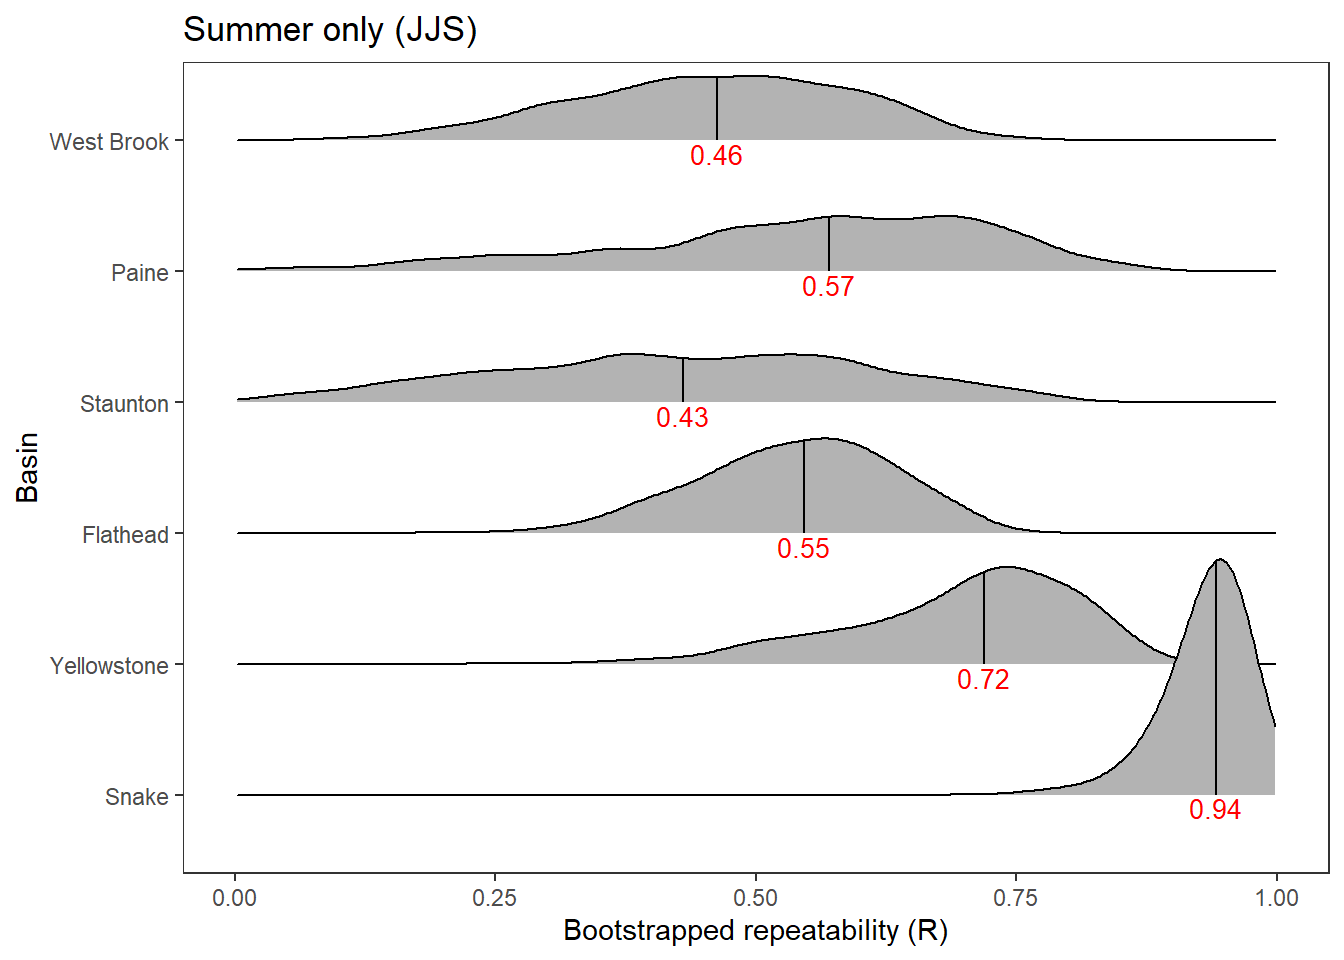 Summer only (JJS)
West Brook
0.46
Paine
0.57
Staunton
0.43
Basin
Flathead
0.55
Yellowstone
0.72
Snake
0.94
0.00 0.25 0.50 0.75 1.00
Bootstrapped repeatability (R)